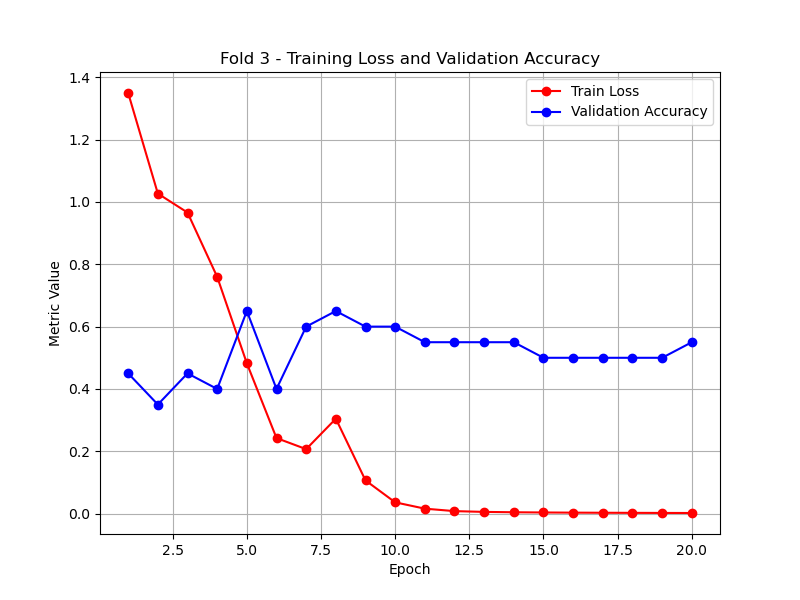 Fold 3 - Training Loss and Validation Accuracy
Train Loss
Validation Accuracy
Metric Value
1.4
1.2
1.0
0.8
0.6
0.4
0.2
0.0
2.5 5.0 7.5 10.0 12.5 15.0 17.5 20.0
Epoch